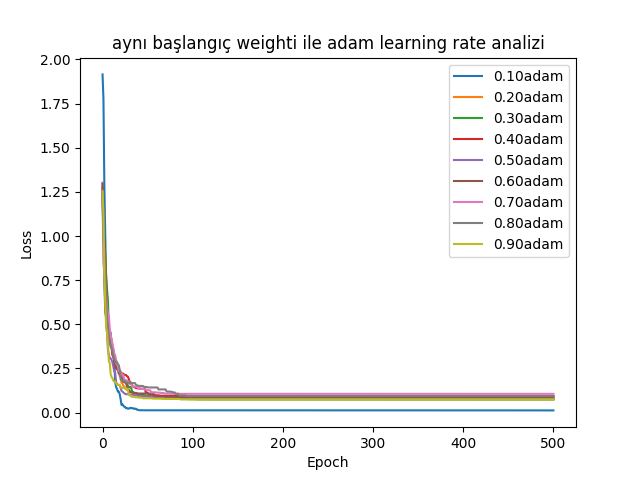 aynı başlangıç weighti ile adam learning rate analizi
2.00
1.75
1.50
1.25
1.00
0.75
0.50
0.25
0.00
Loss
0.10adam
0.20adam
0.30adam
0.40adam
0.50adam
0.60adam
0.70adam
0.80adam
0.90adam
0 100 200 300 400 500
Epoch